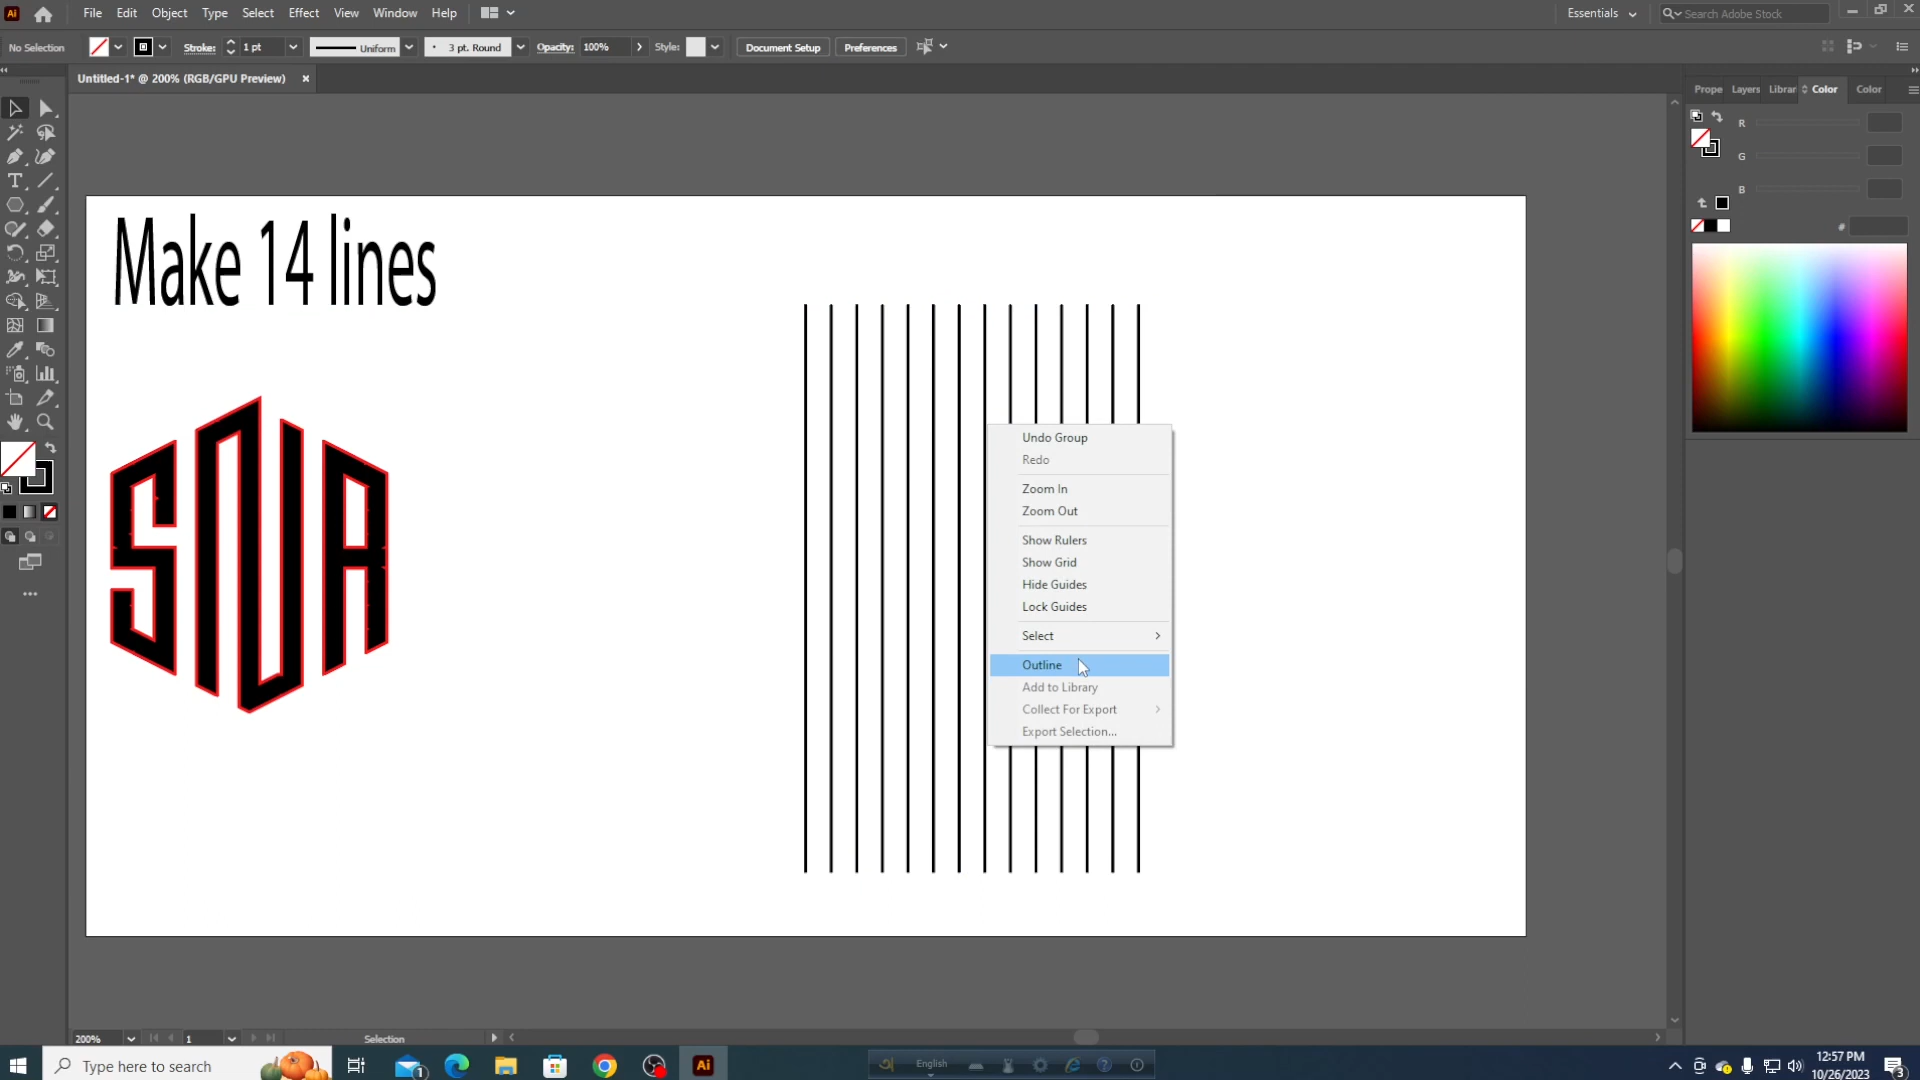 File Edit Object Type Select Effect View Window Help
Essentials
Search Adobe Stock
No Selection
Stroke: 1 pt
Uniform
3 pt. Round
Opacity: 100%
Style:
Document Setup
Preferences
Untitled-1* @ 200% (RGB/GPU Preview)
Prope Layers Librar Color Color
R
G
B
#
Make 14 lines
SNA
Undo Group
Redo
Zoom In
Zoom Out
Show Rulers
Show Grid
Hide Guides
Lock Guides
Select
Outline
Add to Library
Collect For Export
Export Selection...
200%
1
Selection
Type here to search
English
12:57 PM
10/26/2023